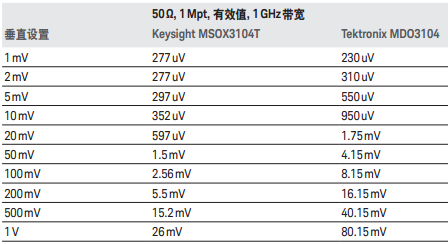 50 Ω, 1 Mpt, 有效值, 1 GHz 带宽
垂直设置 Keysight MSOX3104T Tektronix MDO3104
1 mV 277 uV 230 uV
2 mV 277 uV 310 uV
5 mV 297 uV 550 uV
10 mV 352 uV 950 uV
20 mV 597 uV 1.75 mV
50 mV 1.5 mV 4.15 mV
100 mV 2.56 mV 8.15 mV
200 mV 5.5 mV 16.15 mV
500 mV 15.2 mV 40.15 mV
1 V 26 mV 80.15 mV